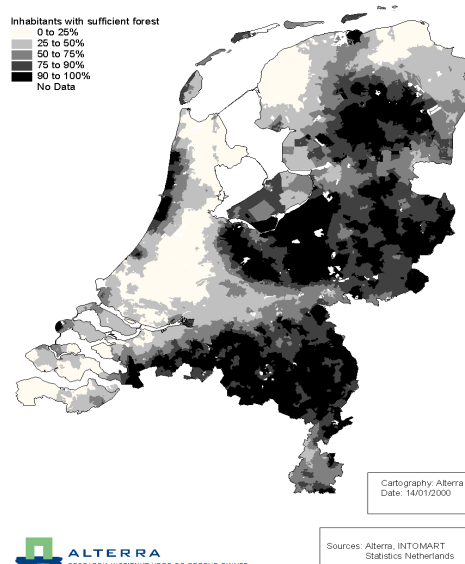 Inhabitants with sufficient forest
0 to 25%
25 to 50%
50 to 75%
75 to 90%
90 to 100%
No Data
Cartography: Alterra
Date: 14/01/2000
ALTERRA
Sources: Alterra, INTOMART
Statistics Netherlands